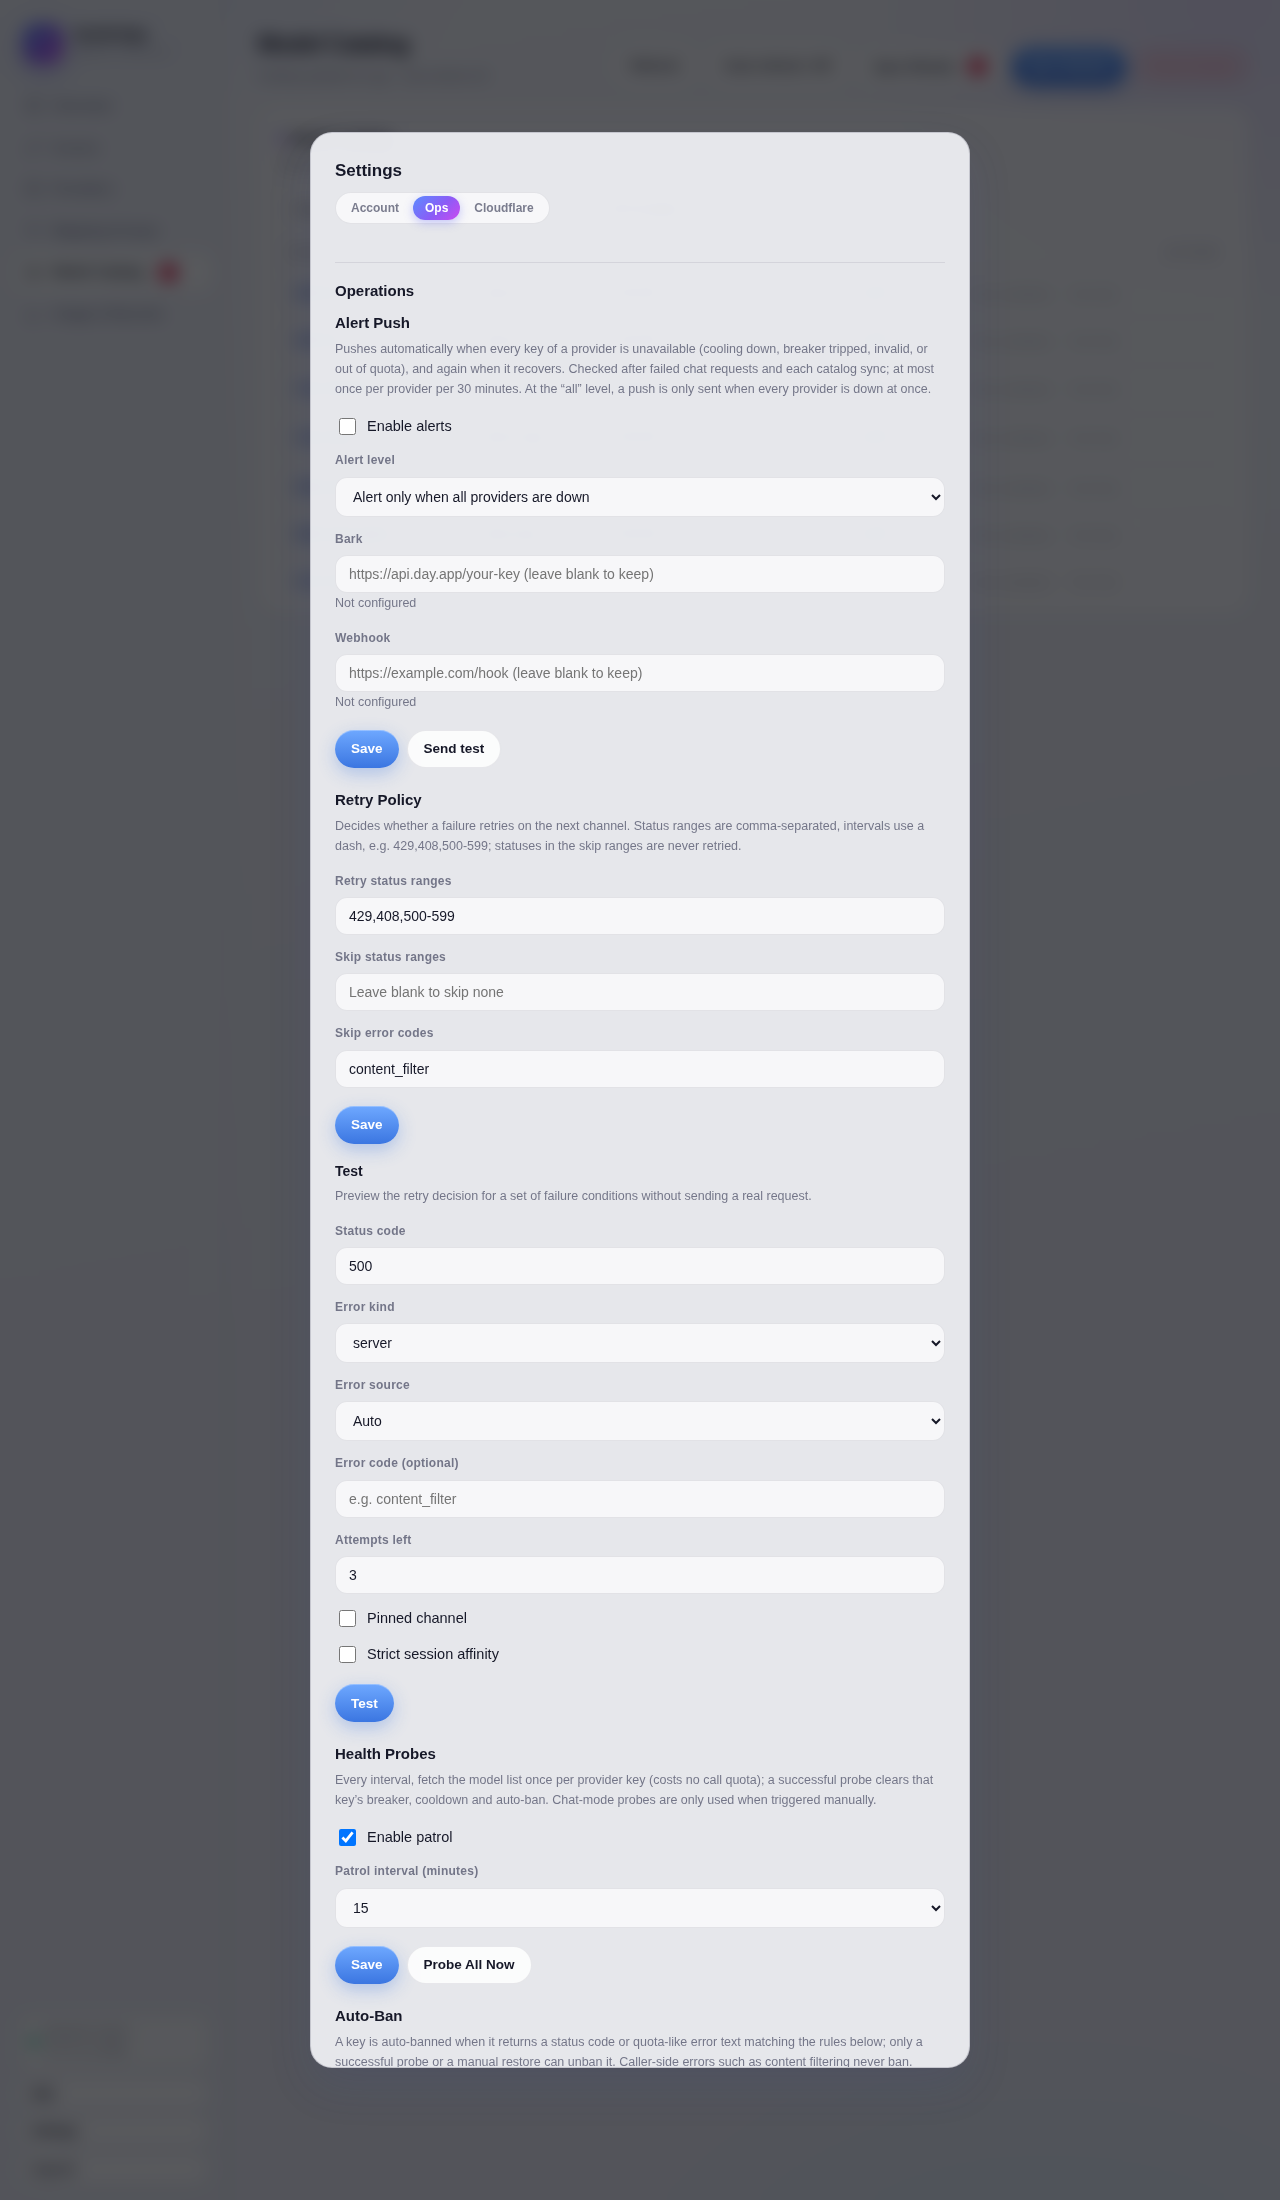 Settings
Account
Ops
Cloudflare
Operations
Alert Push
Pushes automatically when every key of a provider is unavailable (cooling down, breaker tripped, invalid, or
out of quota), and again when it recovers. Checked after failed chat requests and each catalog sync; at most
once per provider per 30 minutes. At the “all” level, a push is only sent when every provider is down at once.
Enable alerts
Alert level
Alert only when all providers are down
Bark
https://api.day.app/your-key (leave blank to keep)
Not configured
Webhook
https://example.com/hook (leave blank to keep)
Not configured
Save
Send test
Retry Policy
Decides whether a failure retries on the next channel. Status ranges are comma-separated, intervals use a
dash, e.g. 429,408,500-599; statuses in the skip ranges are never retried.
Retry status ranges
429,408,500-599
Skip status ranges
Leave blank to skip none
Skip error codes
content_filter
Save
Test
Preview the retry decision for a set of failure conditions without sending a real request.
Status code
500
Error kind
server
Error source
Auto
Error code (optional)
e.g. content_filter
Attempts left
3
Pinned channel
Strict session affinity
Test
Health Probes
Every interval, fetch the model list once per provider key (costs no call quota); a successful probe clears that
key’s breaker, cooldown and auto-ban. Chat-mode probes are only used when triggered manually.
Enable patrol
Patrol interval (minutes)
15
Save
Probe All Now
Auto-Ban
A key is auto-banned when it returns a status code or quota-like error text matching the rules below; only a
successful probe or a manual restore can unban it. Caller-side errors such as content filtering never ban.